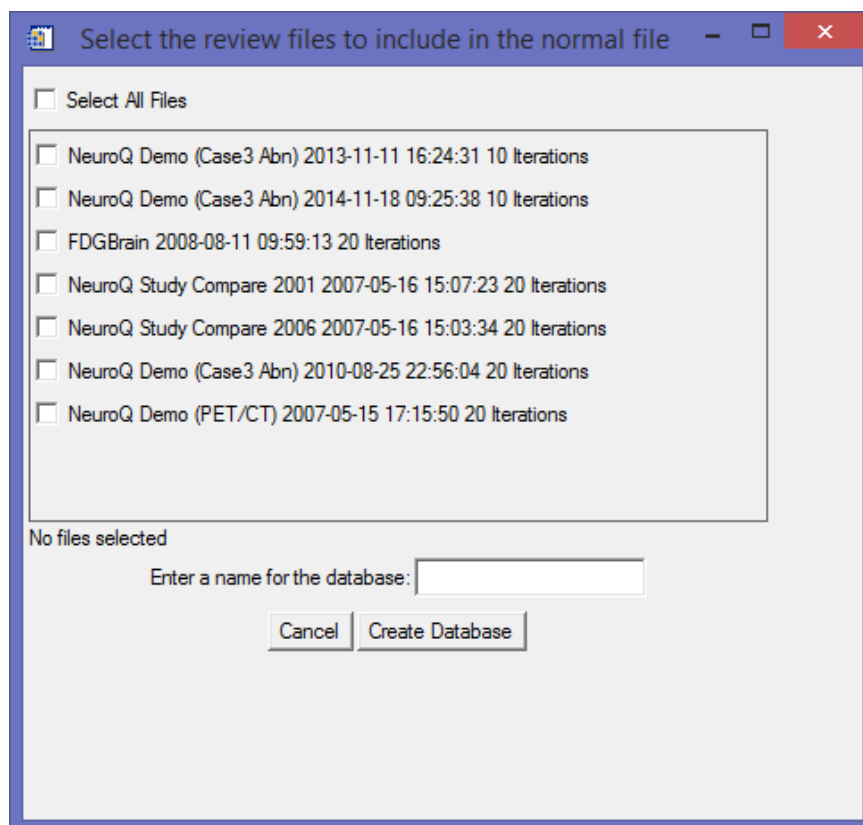 Select the review files to include in the normal file
Select All Files
NeuroQ Demo (Case3 Abn) 2013-11-11 16:24:31 10 Iterations
NeuroQ Demo (Case3 Abn) 2014-11-18 09:25:38 10 Iterations
FDGBrain 2008-08-11 09:59:13 20 Iterations
NeuroQ Study Compare 2001 2007-05-16 15:07:23 20 Iterations
NeuroQ Study Compare 2006 2007-05-16 15:03:34 20 Iterations
NeuroQ Demo (Case3 Abn) 2010-08-25 22:56:04 20 Iterations
NeuroQ Demo (PET/CT) 2007-05-15 17:15:50 20 Iterations
No files selected
Enter a name for the database:
Cancel Create Database